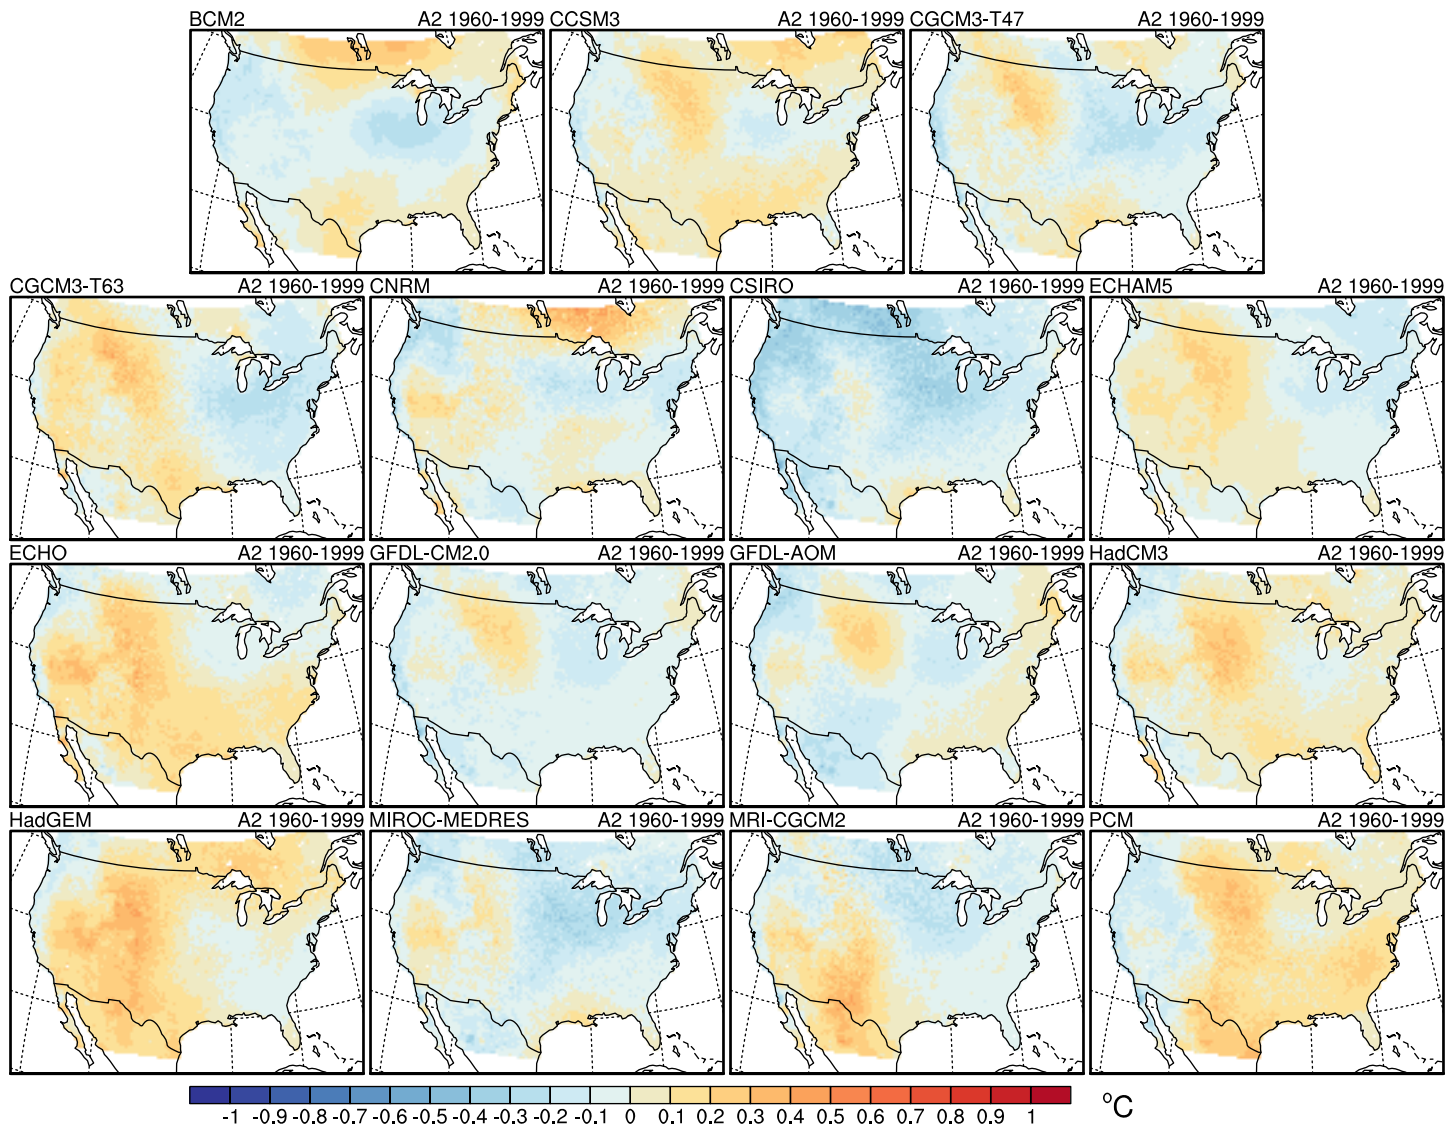 BCM2 A2 1960-1999 CCSM3 A2 1960-1999 CGCM3-T47 A2 1960-1999
CGCM3-T63 A2 1960-1999 CNRM A2 1960-1999 CSIRO A2 1960-1999 ECHAM5 A2 1960-1999
ECHO A2 1960-1999 GFDL-CM2.0 A2 1960-1999 GFDL-AOM A2 1960-1999 HadCM3 A2 1960-1999
HadGEM A2 1960-1999 MIROC-MEDRES A2 1960-1999 MRI-CGCM2 A2 1960-1999 PCM A2 1960-1999
-1 -0.9 -0.8 -0.7 -0.6 -0.5 -0.4 -0.3 -0.2 -0.1 0 0.1 0.2 0.3 0.4 0.5 0.6 0.7 0.8 0.9 1 °C